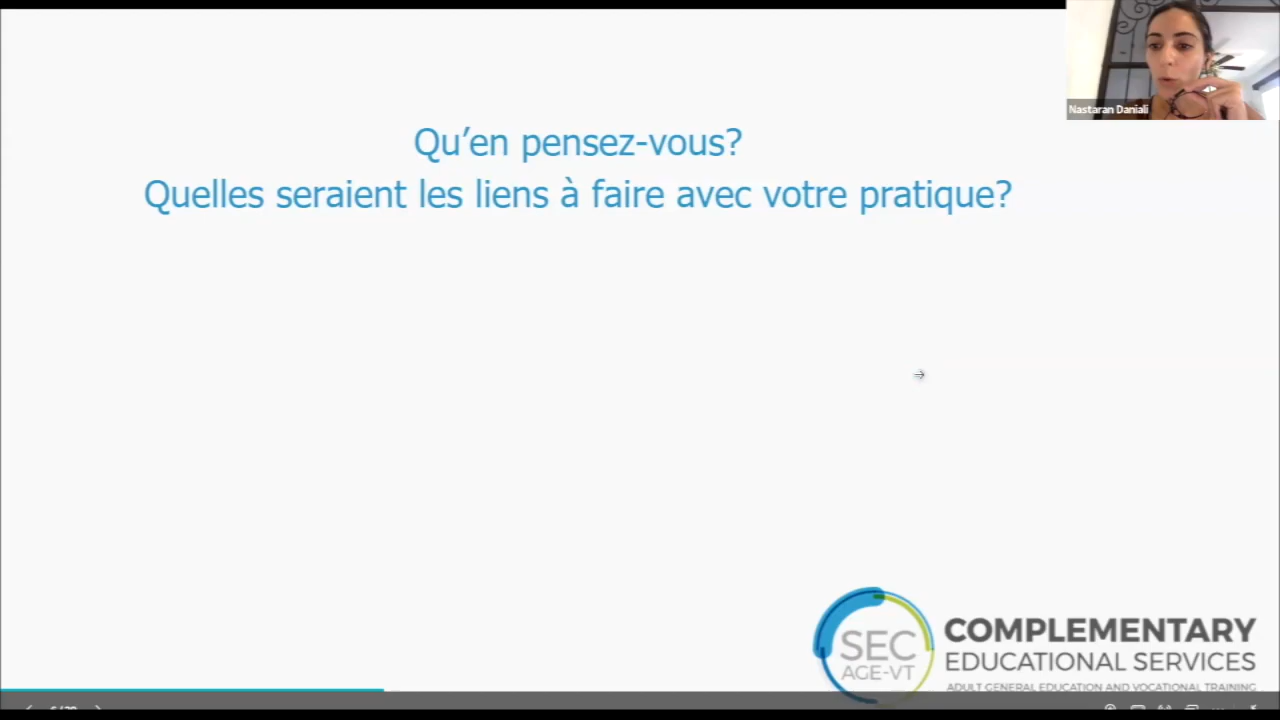 Nastaran Daniali
Qu’en pensez-vous?
Quelles seraient les liens à faire avec votre pratique?
SEC
AGE-VT
COMPLEMENTARY
EDUCATIONAL SERVICES
ADULT GENERAL EDUCATION AND VOCATIONAL TRAINING